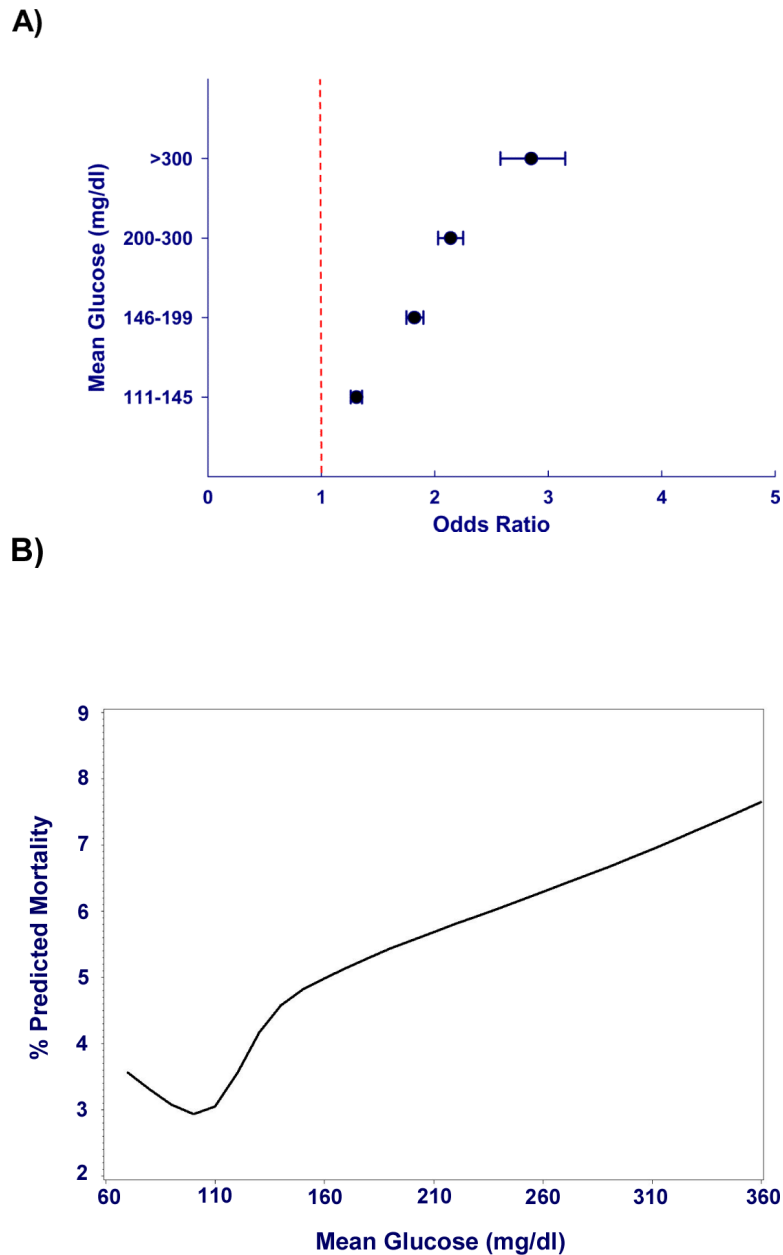 A)
Mean Glucose (mg/dl)
>300
200-300
146-199
111-145
0 1 2 3 4 5
Odds Ratio
B)
% Predicted Mortality
9
8
7
6
5
4
3
2
60 110 160 210 260 310 360
Mean Glucose (mg/dl)